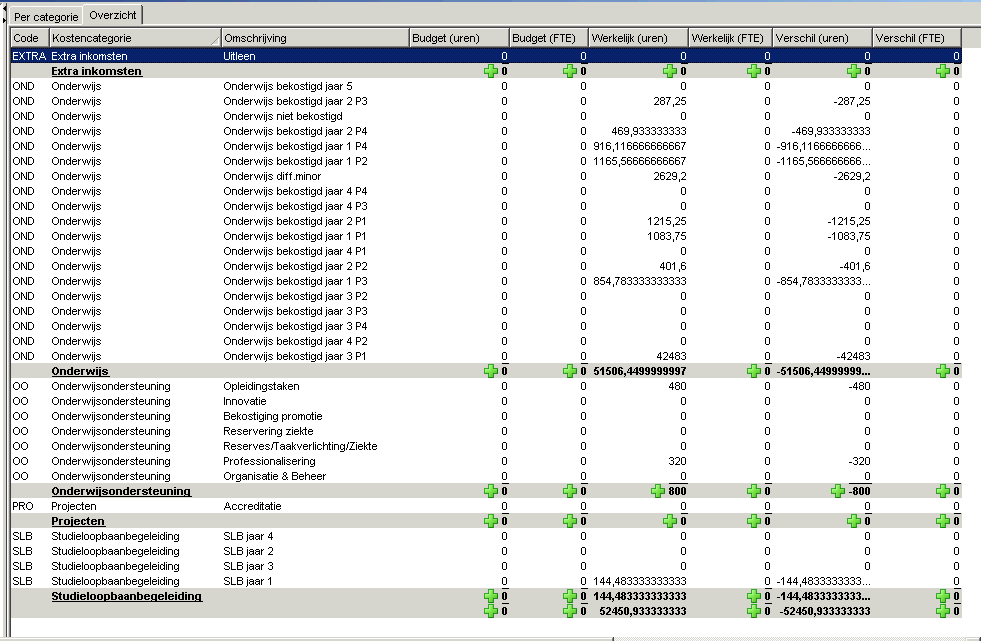 Per categorie Overzicht
Code Kostencategorie Omschrijving Budget (uren) Budget (FTE) Werkelijk (uren) Werkelijk (FTE) Verschil (uren) Verschil (FTE)
EXTRA Extra inkomsten Uitleen 0 0 0 0 0 0
Extra inkomsten 0 0 0 0 0 0
OND Onderwijs Onderwijs bekostigd jaar 5 0 0 0 0 0 0
OND Onderwijs Onderwijs bekostigd jaar 2 P3 0 0 287,25 0 -287,25 0
OND Onderwijs Onderwijs niet bekostigd 0 0 0 0 0 0
OND Onderwijs Onderwijs bekostigd jaar 2 P4 0 0 469,933333333 0 -469,933333333 0
OND Onderwijs Onderwijs bekostigd jaar 1 P4 0 0 916,116666666667 0 -916,1166666666... 0
OND Onderwijs Onderwijs bekostigd jaar 1 P2 0 0 1165,56666666667 0 -1165,566666666... 0
OND Onderwijs Onderwijs diff.minor 0 0 2629,2 0 -2629,2 0
OND Onderwijs Onderwijs bekostigd jaar 4 P4 0 0 0 0 0 0
OND Onderwijs Onderwijs bekostigd jaar 4 P3 0 0 0 0 0 0
OND Onderwijs Onderwijs bekostigd jaar 2 P1 0 0 1215,25 0 -1215,25 0
OND Onderwijs Onderwijs bekostigd jaar 1 P1 0 0 1083,75 0 -1083,75 0
OND Onderwijs Onderwijs bekostigd jaar 4 P1 0 0 0 0 0 0
OND Onderwijs Onderwijs bekostigd jaar 2 P2 0 0 401,6 0 -401,6 0
OND Onderwijs Onderwijs bekostigd jaar 1 P3 0 0 854,783333333333 0 -854,7833333333... 0
OND Onderwijs Onderwijs bekostigd jaar 3 P2 0 0 0 0 0 0
OND Onderwijs Onderwijs bekostigd jaar 3 P3 0 0 0 0 0 0
OND Onderwijs Onderwijs bekostigd jaar 3 P4 0 0 0 0 0 0
OND Onderwijs Onderwijs bekostigd jaar 4 P2 0 0 0 0 0 0
OND Onderwijs Onderwijs bekostigd jaar 3 P1 0 0 42483 0 -42483 0
Onderwijs 0 0 51506,4499999997 0 -51506,44999999... 0
OO Onderwijsondersteuning Opleidingstaken 0 0 480 0 -480 0
OO Onderwijsondersteuning Innovatie 0 0 0 0 0 0
OO Onderwijsondersteuning Bekostiging promotie 0 0 0 0 0 0
OO Onderwijsondersteuning Reservering ziekte 0 0 0 0 0 0
OO Onderwijsondersteuning Reserves/Taakverlichting/Ziekte 0 0 0 0 0 0
OO Onderwijsondersteuning Professionalisering 0 0 320 0 -320 0
OO Onderwijsondersteuning Organisatie & Beheer 0 0 0 0 0 0
Onderwijsondersteuning 0 0 800 0 -800 0
PRO Projecten Accreditatie 0 0 0 0 0 0
Projecten 0 0 0 0 0 0
SLB Studieloopbaanbegeleiding SLB jaar 4 0 0 0 0 0 0
SLB Studieloopbaanbegeleiding SLB jaar 2 0 0 0 0 0 0
SLB Studieloopbaanbegeleiding SLB jaar 3 0 0 0 0 0 0
SLB Studieloopbaanbegeleiding SLB jaar 1 0 0 144,483333333333 0 -144,4833333333... 0
Studieloopbaanbegeleiding 0 0 144,483333333333 0 -144,4833333333... 0
0 0 52450,933333333 0 -52450,933333333 0